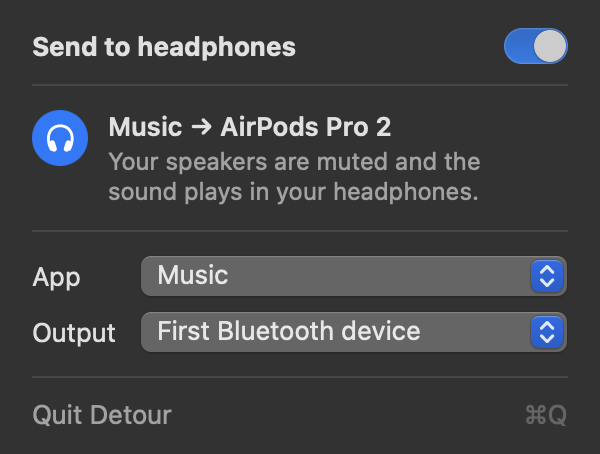 Send to headphones
Music → AirPods Pro 2
Your speakers are muted and the
sound plays in your headphones.
App
Music
Output
First Bluetooth device
Quit Detour
⌘Q